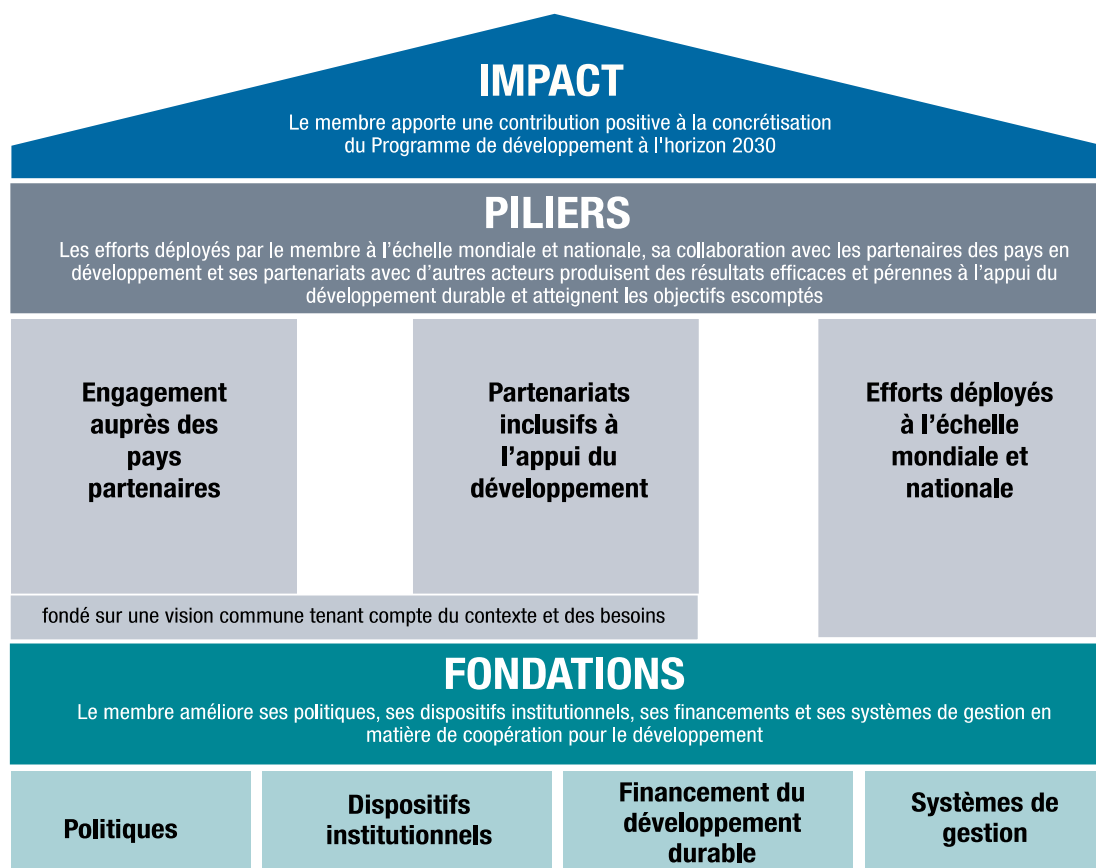 IMPACT
Le membre apporte une contribution positive à la concrétisation
du Programme de développement à l'horizon 2030
PILIERS
Les efforts déployés par le membre à l’échelle mondiale et nationale, sa collaboration avec les partenaires des pays en
développement et ses partenariats avec d’autres acteurs produisent des résultats efficaces et pérennes à l’appui du
développement durable et atteignent les objectifs escomptés
Engagement
auprès des
pays
partenaires
Partenariats
inclusifs à
l’appui du
développement
Efforts déployés
à l’échelle
mondiale et
nationale
fondé sur une vision commune tenant compte du contexte et des besoins
FONDATIONS
Le membre améliore ses politiques, ses dispositifs institutionnels, ses financements et ses systèmes de gestion en
matière de coopération pour le développement
Politiques
Dispositifs
institutionnels
Financement du
développement
durable
Systèmes de
gestion